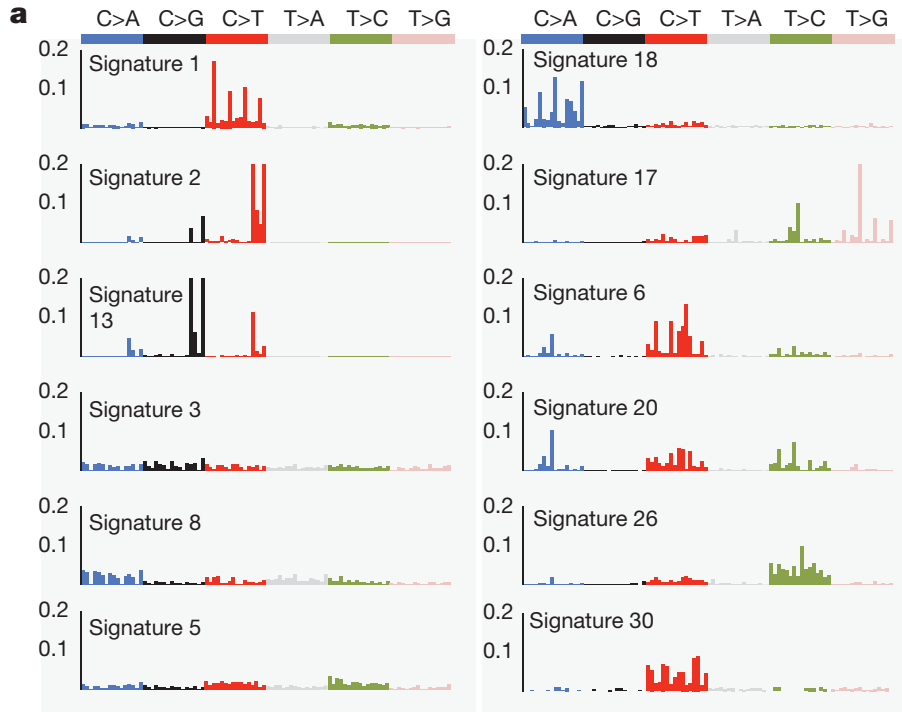 a
C>A C>G C>T T>A T>C T>G
0.2
0.1
Signature 1
0.2
0.1
Signature 2
0.2
0.1
Signature
13
0.2
0.1
Signature 3
0.2
0.1
Signature 8
0.2
0.1
Signature 5
C>A C>G C>T T>A T>C T>G
0.2
0.1
Signature 18
0.2
0.1
Signature 17
0.2
0.1
Signature 6
0.2
0.1
Signature 20
0.2
0.1
Signature 26
0.2
0.1
Signature 30